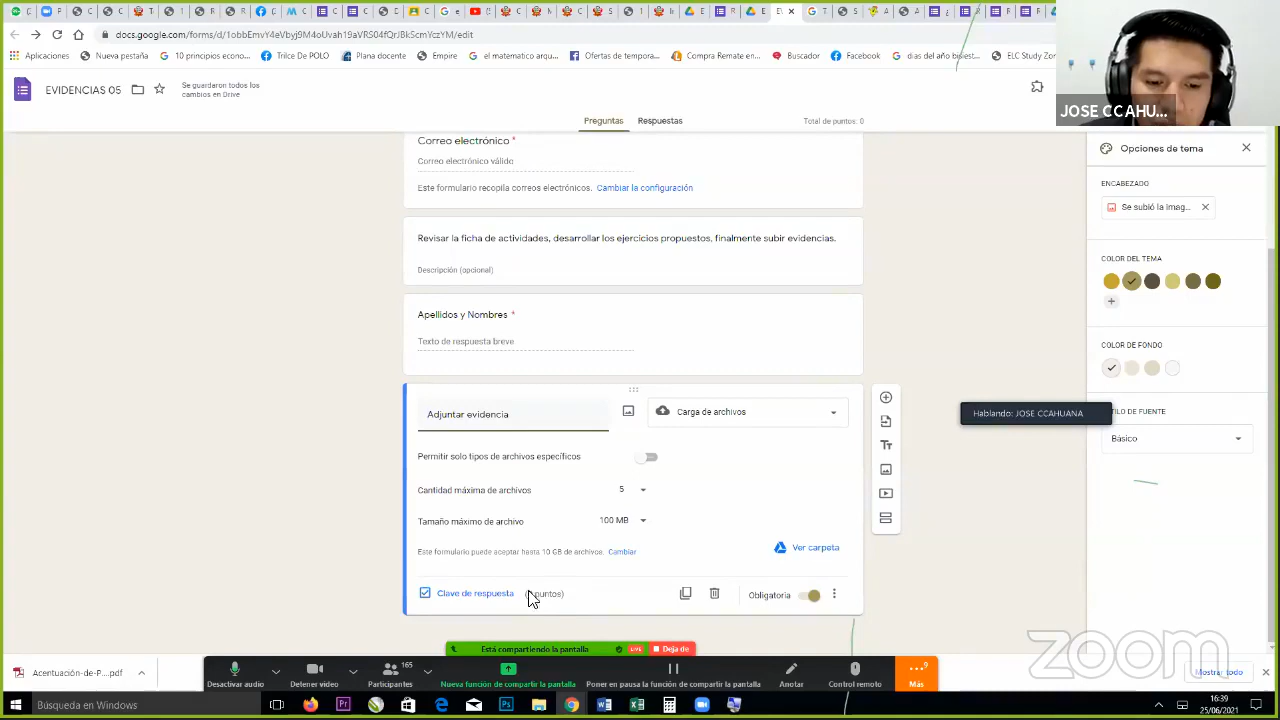 docs.google.com/forms/d/1obbEmvY4eVbyj9M4oUvah19aVRS04fQrJBkScmVczYM/edit
Aplicaciones
Nueva pestaña
10 principios econo...
Trilce De POLO
Plana docente
Empire
el matematico arqu...
Ofertas de tempora...
Compra Remate en...
Buscador
Facebook
dias del año bisiest...
ELC Study Zon
EVIDENCIAS 05
Se guardaron todos los
cambios en Drive
JOSE CCAHU...
Preguntas
Respuestas
Total de puntos: 0
Correo electrónico *
Correo electrónico válido
Este formulario recopila correos electrónicos. Cambiar la configuración
Revisar la ficha de actividades, desarrollar los ejercicios propuestos, finalmente subir evidencias.
Descripción (opcional)
Apellidos y Nombres *
Texto de respuesta breve
Adjuntar evidencia
Carga de archivos
Permitir solo tipos de archivos específicos
Cantidad máxima de archivos
5
Tamaño máximo de archivo
100 MB
Este formulario puede aceptar hasta 10 GB de archivos. Cambiar
Ver carpeta
Clave de respuesta
puntos)
Obligatoria
Opciones de tema
ENCABEZADO
Se subió la imag...
COLOR DEL TEMA
COLOR DE FONDO
Hablando: JOSE CCAHUANA
TILO DE FUENTE
Básico
Está compartiendo la pantalla
LIVE
Deja de
zoom
Acentuación-de-P....pdf
Mostrar todo
165
9
Desactivar audio
Detener video
Participantes
Nueva función de compartir la pantalla
Poner en pausa la función de compartir la pantalla
Anotar
Control remoto
Más
Búsqueda en Windows
16:39
25/06/2021